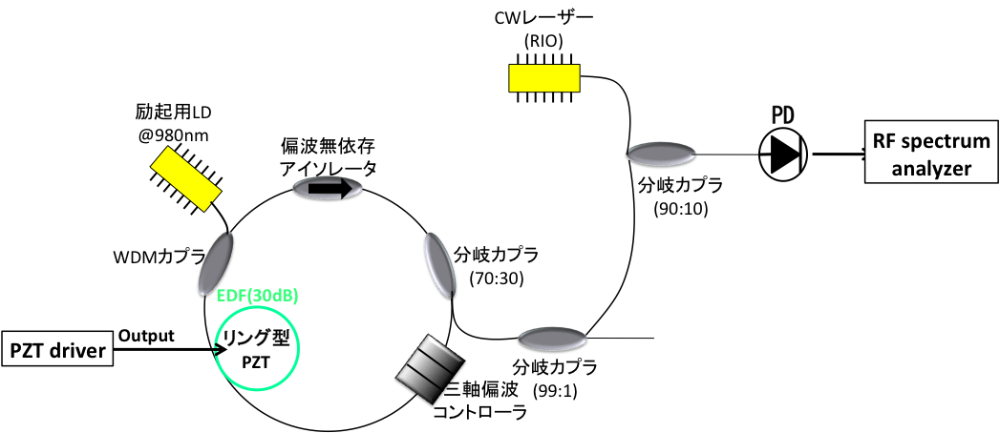 CWレーザー
(RIO)
励起用LD
@980nm
偏波無依存
アイソレータ
PD
RF spectrum
analyzer
分岐カプラ
(90:10)
WDMカプラ
分岐カプラ
(70:30)
EDF(30dB)
リング型
PZT
PZT driver
Output
分岐カプラ
(99:1)
三軸偏波
コントローラ